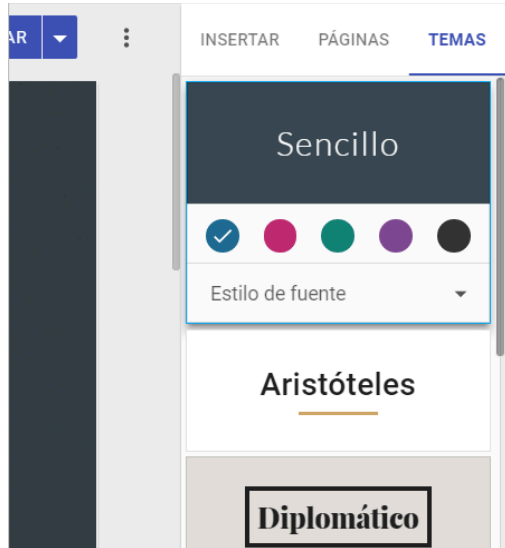 AR
INSERTAR PÁGINAS TEMAS
Sencillo
Estilo de fuente
Aristóteles
Diplomático